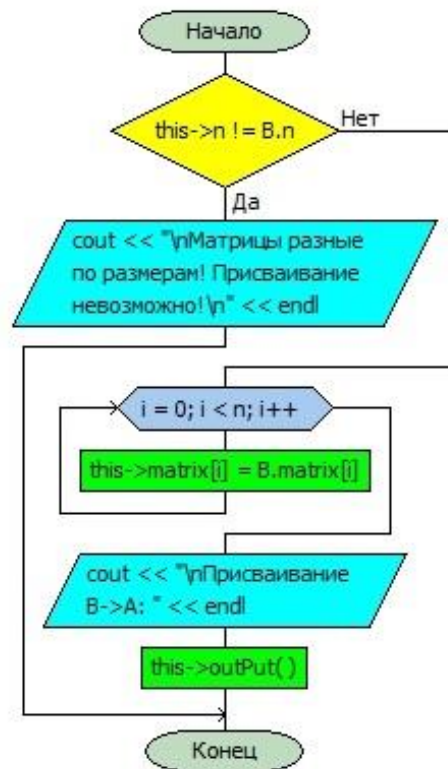 Начало
this->n != B.n
Нет
Да
cout << "\nМатрицы разные
по размерам! Присваивание
невозможно!\n" << endl
i = 0; i < n; i++
this->matrix[i] = B.matrix[i]
cout << "\nПрисваивание
B->A: " << endl
this->outPut( )
Конец